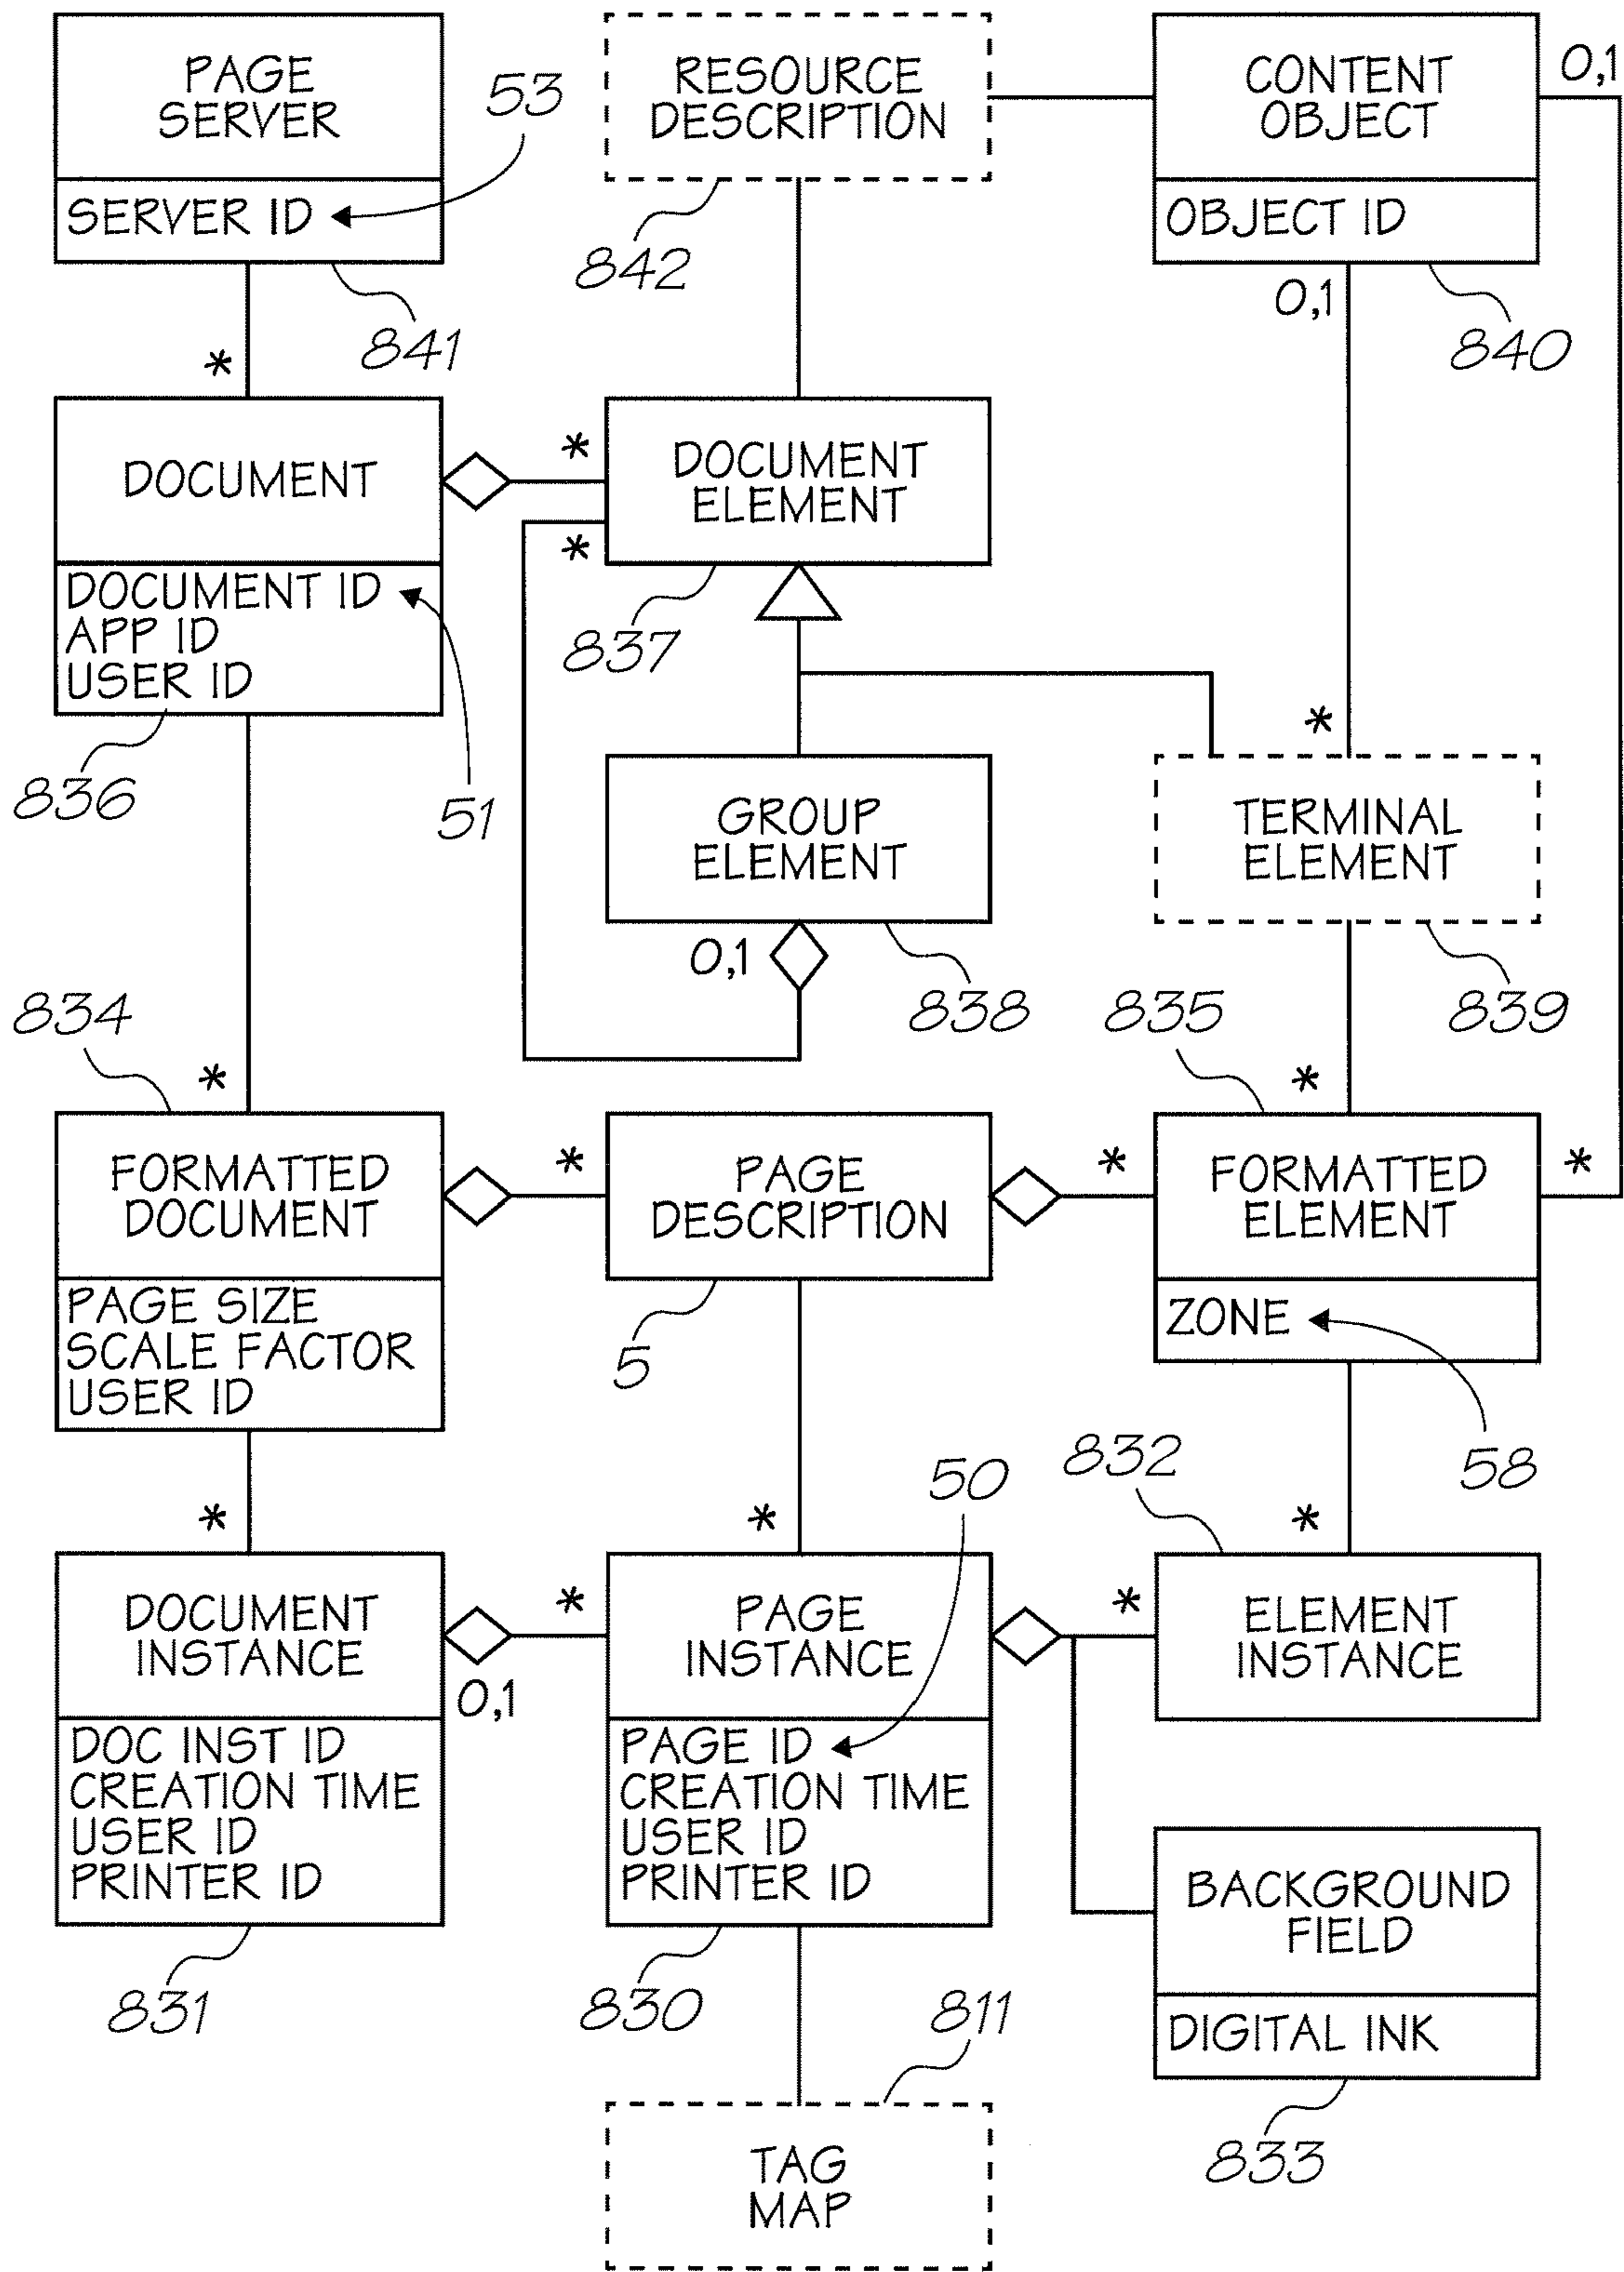 PAGE
SERVER
SERVER ID
53
841
RESOURCE
DESCRIPTION
842
CONTENT
OBJECT
OBJECT ID
0,1
0,1
840
*
DOCUMENT
DOCUMENT ID
APP ID
USER ID
836
51
*
*
DOCUMENT
ELEMENT
837
GROUP
ELEMENT
0,1
838
*
TERMINAL
ELEMENT
839
834
*
FORMATTED
DOCUMENT
PAGE SIZE
SCALE FACTOR
USER ID
*
PAGE
DESCRIPTION
5
835
*
*
FORMATTED
ELEMENT
*
ZONE
58
*
DOCUMENT
INSTANCE
DOC INST ID
CREATION TIME
USER ID
PRINTER ID
831
0,1
*
*
50
PAGE
INSTANCE
PAGE ID
CREATION TIME
USER ID
PRINTER ID
830
832
*
*
ELEMENT
INSTANCE
BACKGROUND
FIELD
DIGITAL INK
833
811
TAG
MAP